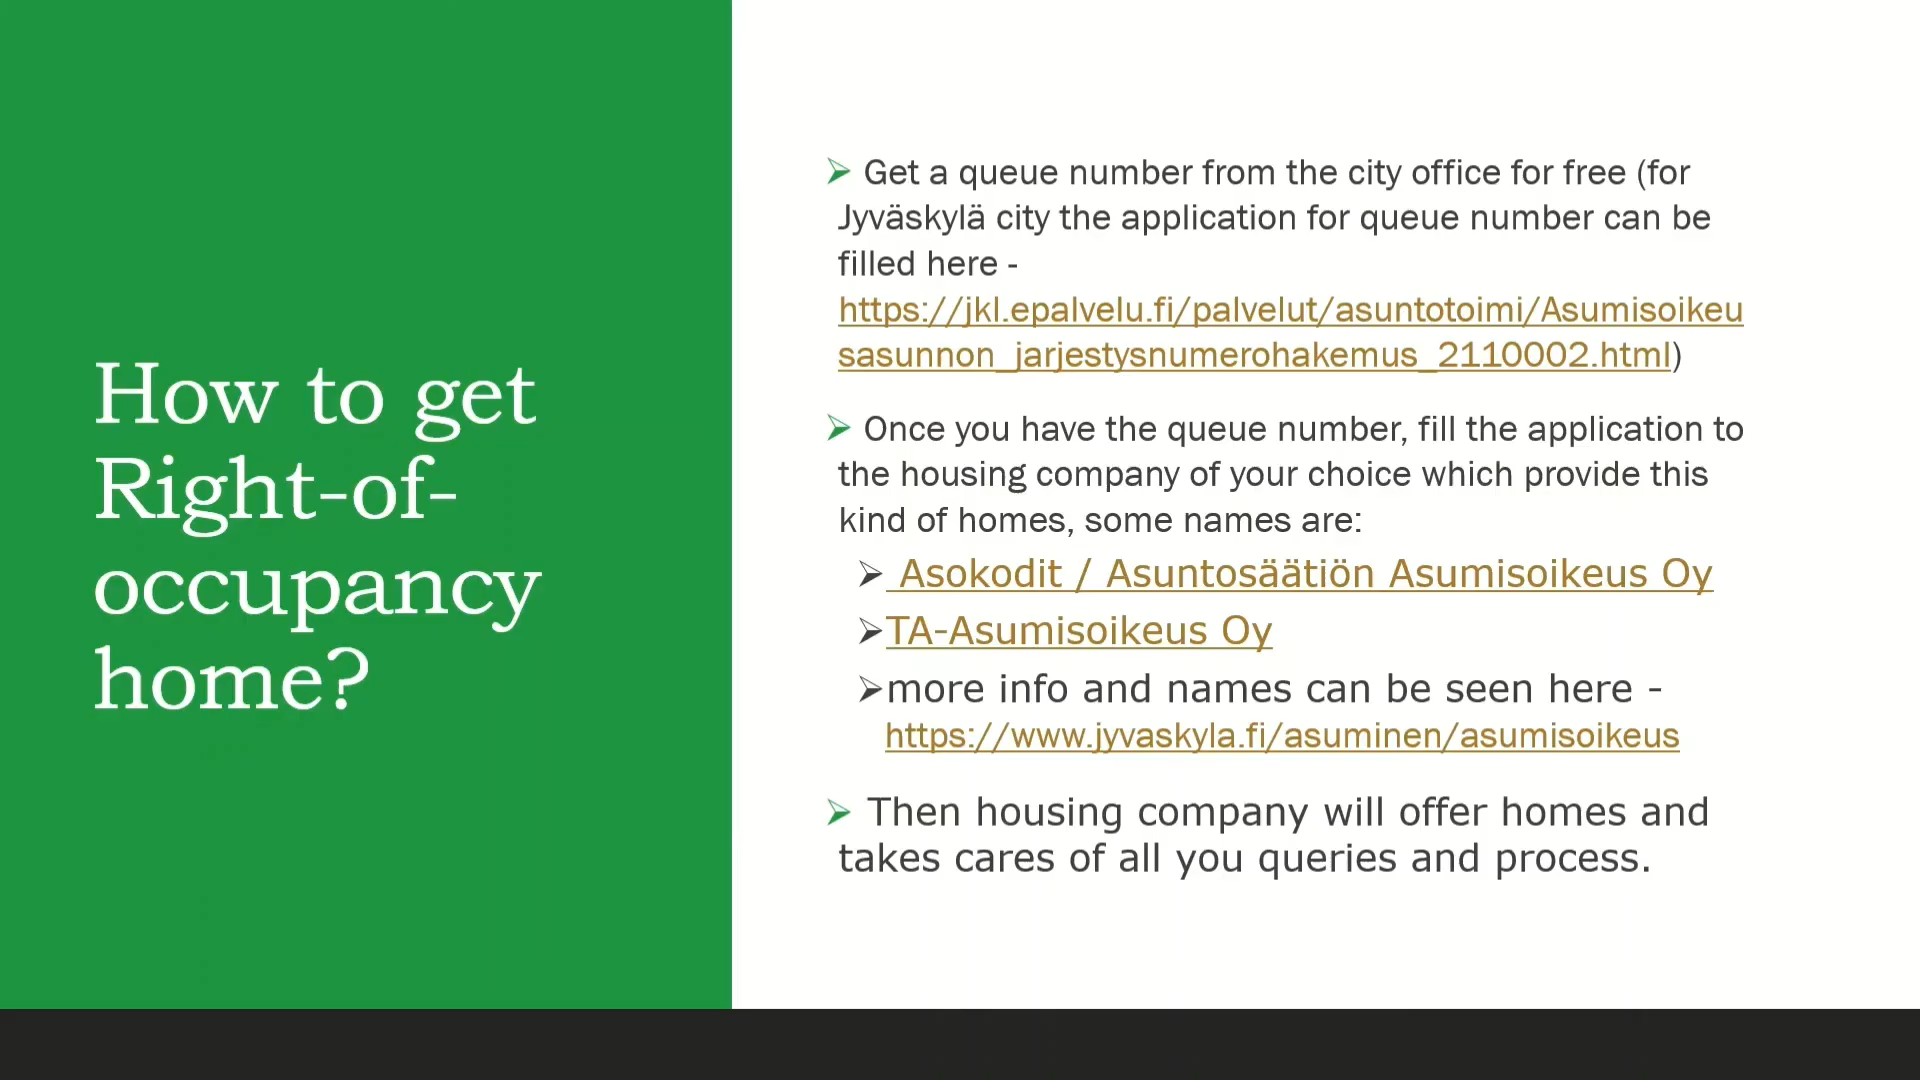 How to get
Right-of-
occupancy
home?
➢ Get a queue number from the city office for free (for
Jyväskylä city the application for queue number can be
filled here -
https://jkl.epalvelu.fi/palvelut/asuntotoimi/Asumisoikeu
sasunnon_jarjestysnumerohakemus_2110002.html)
➢ Once you have the queue number, fill the application to
the housing company of your choice which provide this
kind of homes, some names are:
➢ Asokodit / Asuntosäätiön Asumisoikeus Oy
➢TA-Asumisoikeus Oy
➢more info and names can be seen here -
https://www.jyvaskyla.fi/asuminen/asumisoikeus
➢ Then housing company will offer homes and
takes cares of all you queries and process.